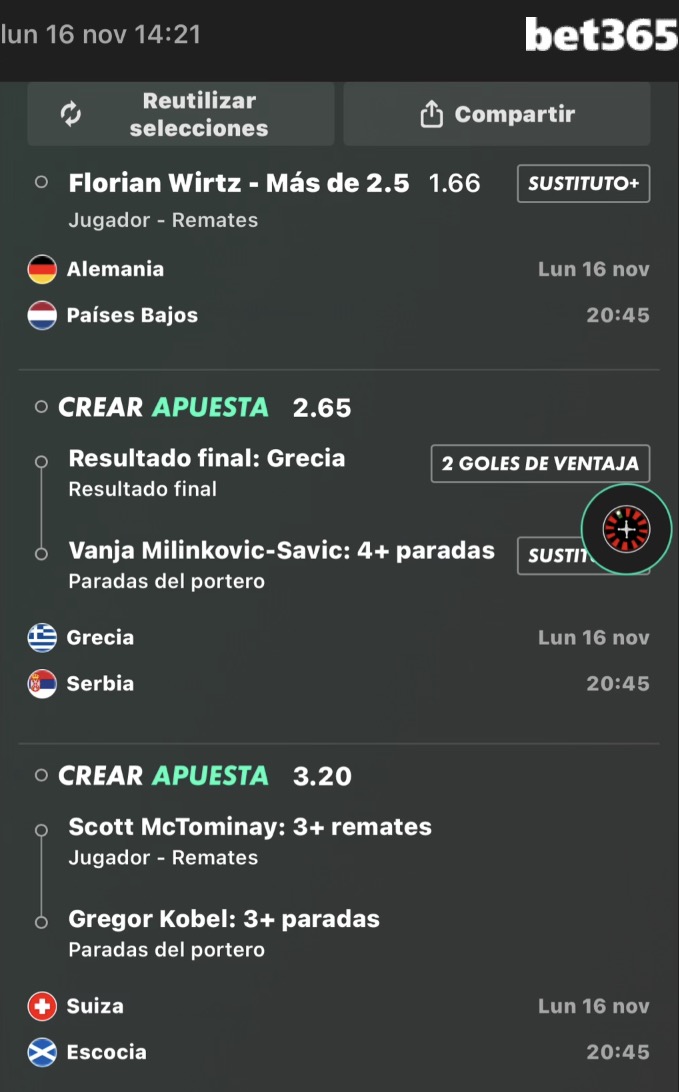 lun 16 nov 14:21
bet365
Reutilizar
selecciones
Compartir
Florian Wirtz - Más de 2.5 1.66 SUSTITUTO+
Jugador - Remates
Alemania Lun 16 nov
Países Bajos 20:45
CREAR APUESTA 2.65
Resultado final: Grecia 2 GOLES DE VENTAJA
Resultado final
Vanja Milinkovic-Savic: 4+ paradas
Paradas del portero
Grecia Lun 16 nov
Serbia 20:45
CREAR APUESTA 3.20
Scott McTominay: 3+ remates
Jugador - Remates
Gregor Kobel: 3+ paradas
Paradas del portero
Suiza Lun 16 nov
Escocia 20:45